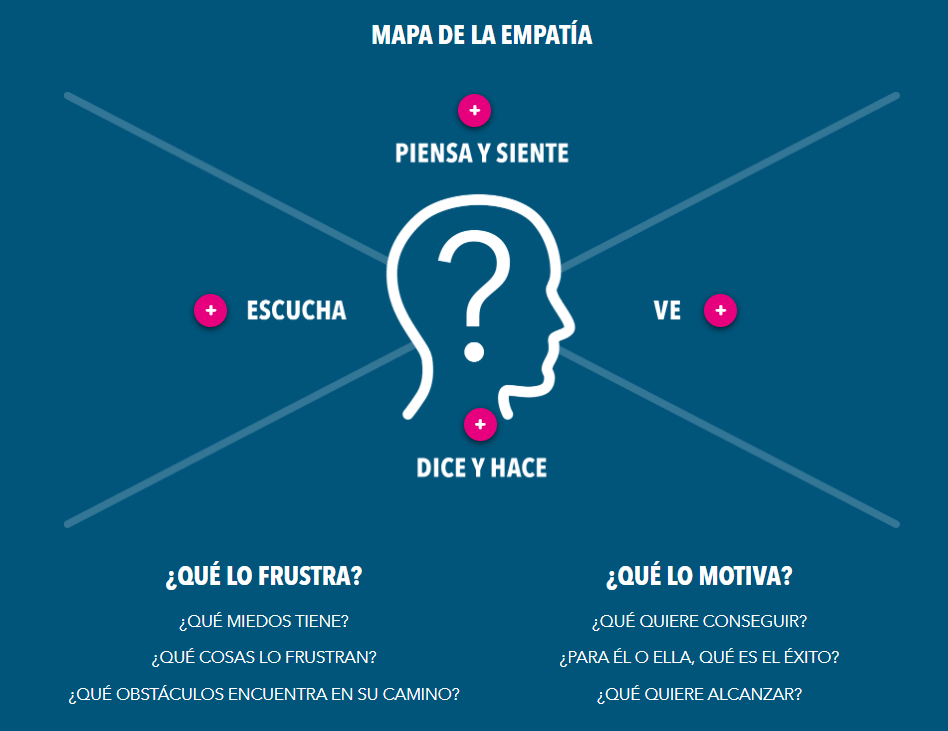 MAPA DE LA EMPATÍA
+
PIENSA Y SIENTE
?
+ ESCUCHA
VE +
+
DICE Y HACE
¿QUÉ LO FRUSTRA?
¿QUÉ MIEDOS TIENE?
¿QUÉ COSAS LO FRUSTRAN?
¿QUÉ OBSTÁCULOS ENCUENTRA EN SU CAMINO?
¿QUÉ LO MOTIVA?
¿QUÉ QUIERE CONSEGUIR?
¿PARA ÉL O ELLA, QUÉ ES EL ÉXITO?
¿QUÉ QUIERE ALCANZAR?